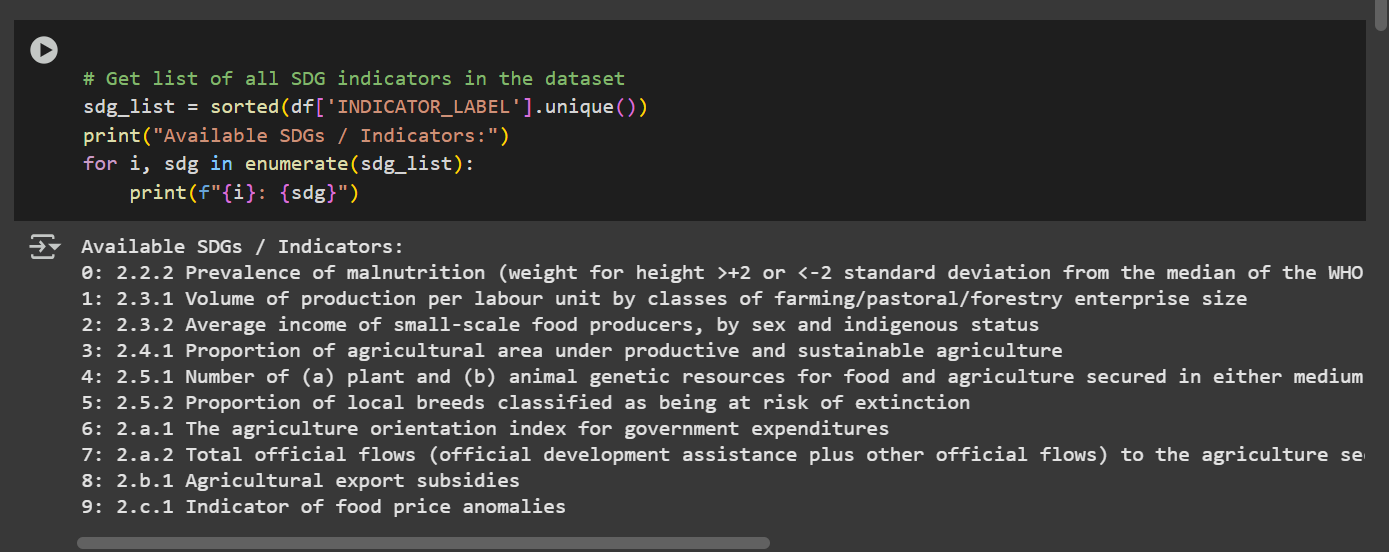 # Get list of all SDG indicators in the dataset
sdg_list = sorted(df['INDICATOR_LABEL'].unique())
print("Available SDGs / Indicators:")
for i, sdg in enumerate(sdg_list):
    print(f"{i}: {sdg}")
Available SDGs / Indicators:
0: 2.2.2 Prevalence of malnutrition (weight for height >+2 or <-2 standard deviation from the median of the WHO
1: 2.3.1 Volume of production per labour unit by classes of farming/pastoral/forestry enterprise size
2: 2.3.2 Average income of small-scale food producers, by sex and indigenous status
3: 2.4.1 Proportion of agricultural area under productive and sustainable agriculture
4: 2.5.1 Number of (a) plant and (b) animal genetic resources for food and agriculture secured in either medium
5: 2.5.2 Proportion of local breeds classified as being at risk of extinction
6: 2.a.1 The agriculture orientation index for government expenditures
7: 2.a.2 Total official flows (official development assistance plus other official flows) to the agriculture
8: 2.b.1 Agricultural export subsidies
9: 2.c.1 Indicator of food price anomalies